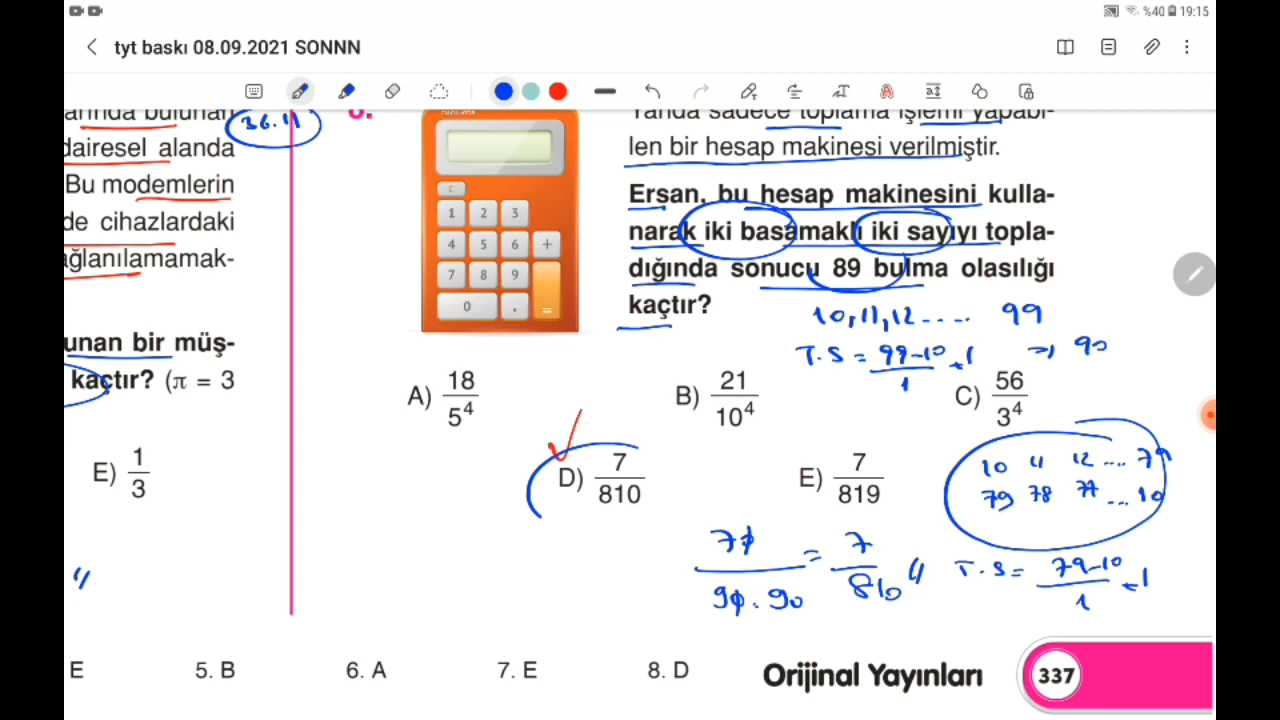 %40 19:15
tyt baskı 08.09.2021 SONNN
arında bulunan
36.π
dairesel alanda
Bu modemlerin
de cihazlardaki
ağlanılamamak-
unan bir müş-
kaçtır? (π = 3
E) 1/3
8.
C
1 2 3
4 5 6 +
7 8 9
0 . =
Yanda sadece toplama işlemi yapabi-
len bir hesap makinesi verilmiştir.
Ersan, bu hesap makinesini kulla-
narak iki basamaklı iki sayıyı topla-
dığında sonucu 89 bulma olasılığı
kaçtır?
10, 11, 12 .... 99
T.S = 99-10/1 +1 => 90
A) 18/5⁴
B) 21/10⁴
C) 56/3⁴
D) 7/810
E) 7/819
10 11 12 .... 79
79 78 77 ... 10
T.S = 79-10/1 +1
70/90.90 = 7/810
E 5. B 6. A 7. E 8. D
Orijinal Yayınları
337